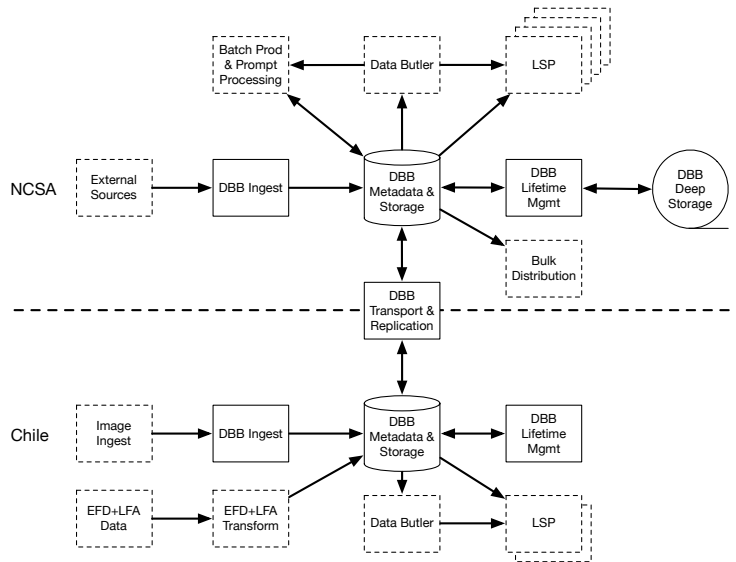 Batch Prod
& Prompt
Processing
Data Butler
LSP
NCSA
External
Sources
DBB Ingest
DBB
Metadata &
Storage
DBB
Lifetime
Mgmt
DBB
Deep
Storage
Bulk
Distribution
DBB
Transport &
Replication
Chile
Image
Ingest
DBB Ingest
DBB
Metadata &
Storage
DBB
Lifetime
Mgmt
EFD+LFA
Data
EFD+LFA
Transform
Data Butler
LSP